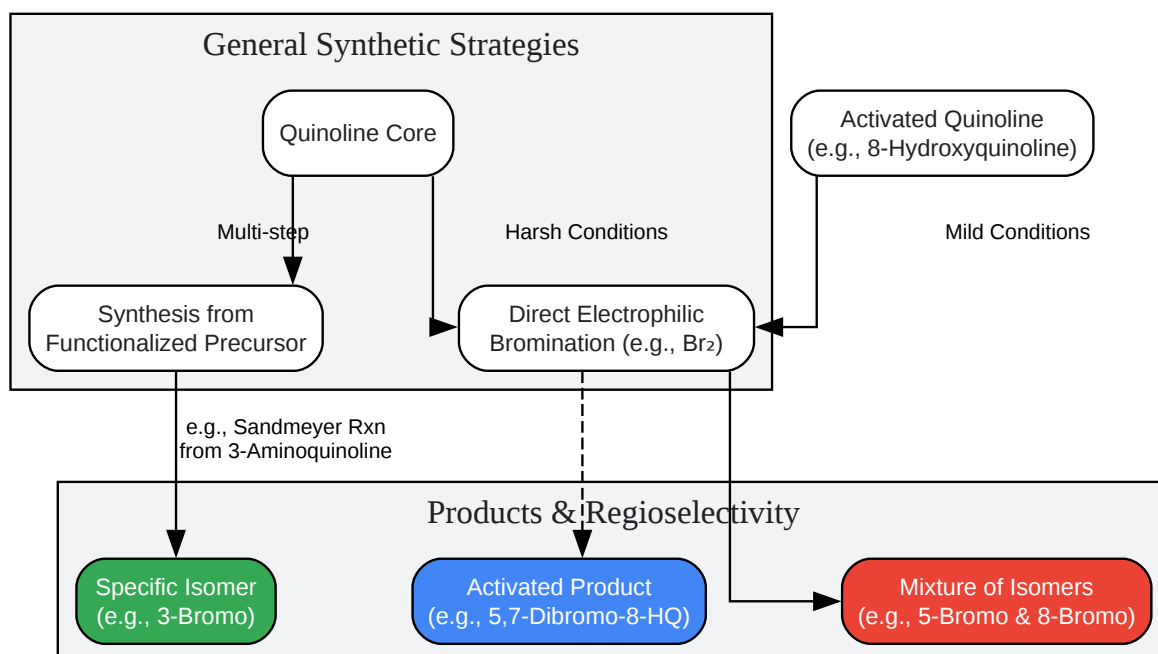 General Synthetic Strategies
Quinoline Core
Activated Quinoline
(e.g., 8-Hydroxyquinoline)
Multi-step
Harsh Conditions
Mild Conditions
Synthesis from
Functionalized Precursor
Direct Electrophilic
Bromination (e.g., Br₂)
e.g., Sandmeyer Rxn
from 3-Aminoquinoline
Products & Regioselectivity
Specific Isomer
(e.g., 3-Bromo)
Activated Product
(e.g., 5,7-Dibromo-8-HQ)
Mixture of Isomers
(e.g., 5-Bromo & 8-Bromo)